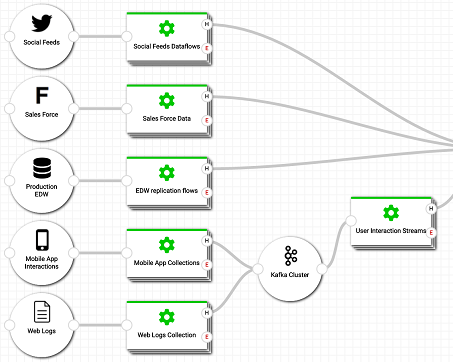 Social Feeds
H
Social Feeds Dataflows
E
F
Sales Force
H
Sales Force Data
E
Production
EDW
H
EDW replication flows
E
Mobile App
Interactions
H
Mobile App Collections
E
Kafka Cluster
H
User Interaction Streams
E
Web Logs
H
Web Logs Collection
E